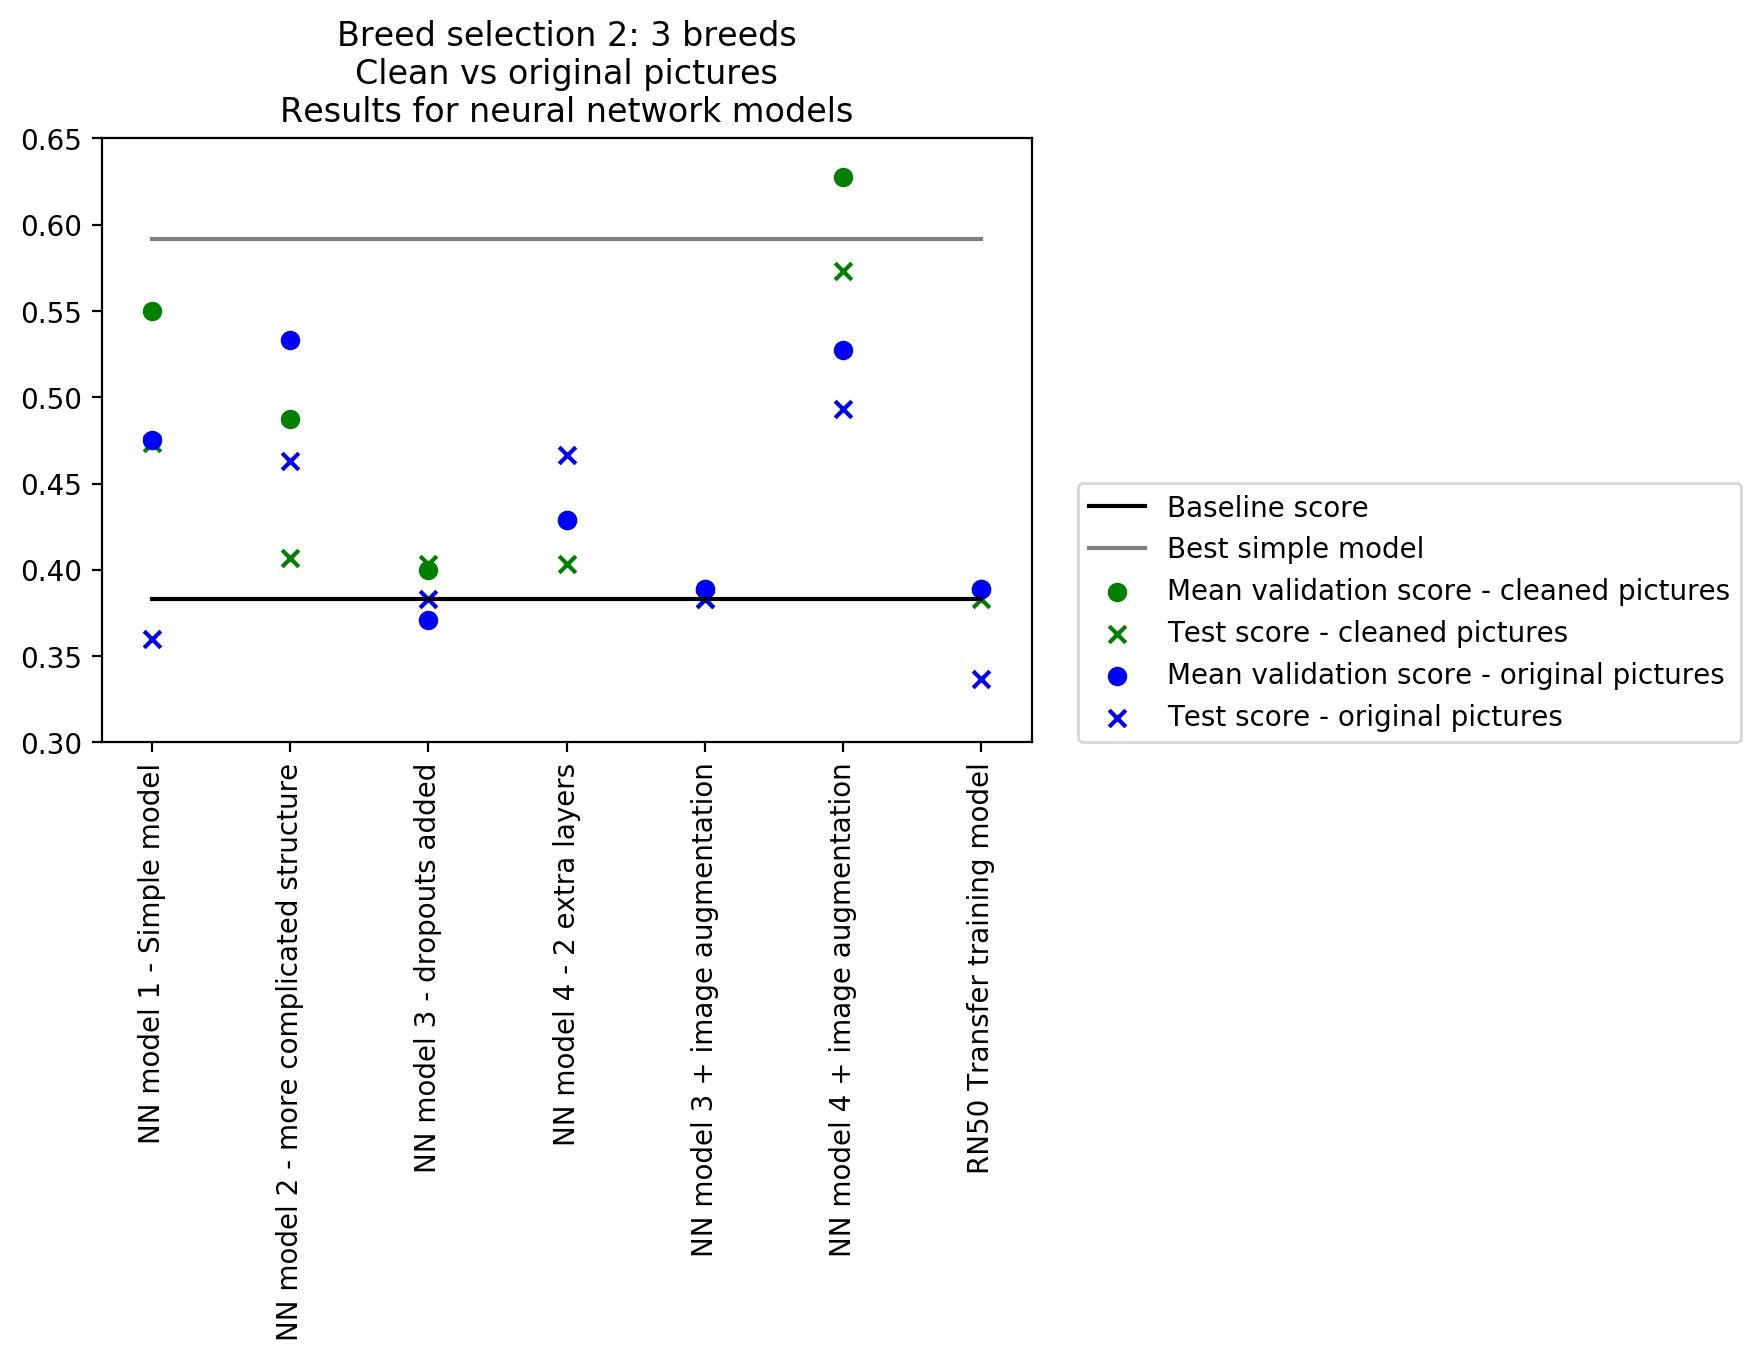 Breed selection 2: 3 breeds
Clean vs original pictures
Results for neural network models
0.65
0.60
0.55
0.50
0.45
0.40
0.35
0.30
Baseline score
Best simple model
Mean validation score - cleaned pictures
Test score - cleaned pictures
Mean validation score - original pictures
Test score - original pictures
NN model 1 - Simple model
NN model 2 - more complicated structure
NN model 3 - dropouts added
NN model 4 - 2 extra layers
NN model 3 + image augmentation
NN model 4 + image augmentation
RN50 Transfer training model